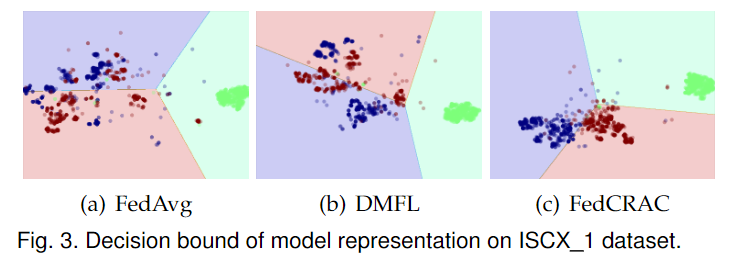 (a) FedAvg
(b) DMFL
(c) FedCRAC
Fig. 3. Decision bound of model representation on ISCX_1 dataset.